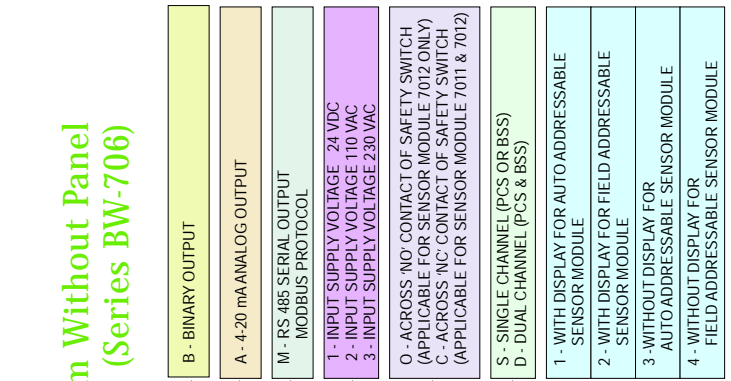 m Without Panel
(Series BW-706)
B - BINARY OUTPUT
A - 4-20 mA ANALOG OUTPUT
M - RS 485 SERIAL OUTPUT
MODBUS PROTOCOL
1 - INPUT SUPPLY VOLTAGE 24 VDC
2 - INPUT SUPPLY VOLTAGE 110 VAC
3 - INPUT SUPPLY VOLTAGE 230 VAC
O - ACROSS 'NO' CONTACT OF SAFETY SWITCH
(APPLICABLE FOR SENSOR MODULE 7012 ONLY)
C - ACROSS 'NC' CONTACT OF SAFETY SWITCH
(APPLICABLE FOR SENSOR MODULE 7011 & 7012)
S - SINGLE CHANNEL (PCS OR BSS)
D - DUAL CHANNEL (PCS & BSS)
1 - WITH DISPLAY FOR AUTO ADDRESSABLE
SENSOR MODULE
2 - WITH DISPLAY FOR FIELD ADDRESSABLE
SENSOR MODULE
3 -WITHOUT DISPLAY FOR
AUTO ADDRESSABLE SENSOR MODULE
4 - WITHOUT DISPLAY FOR
FIELD ADDRESSABLE SENSOR MODULE